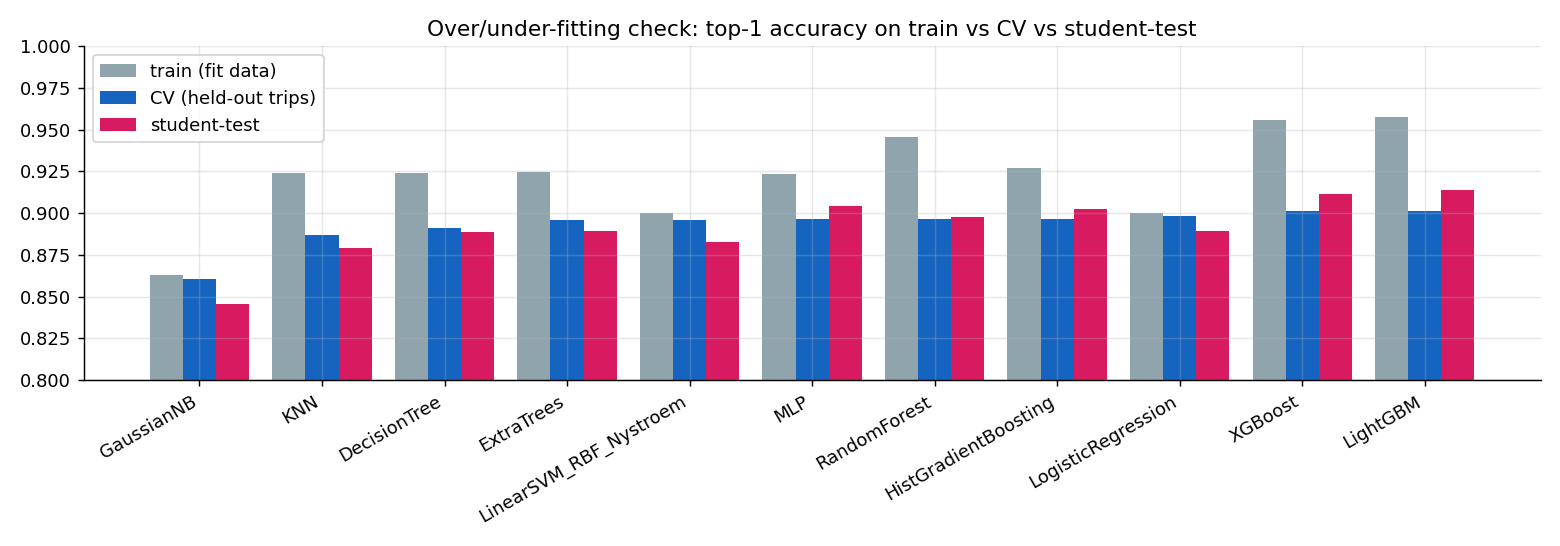 Over/under-fitting check: top-1 accuracy on train vs CV vs student-test
1.000
0.975
0.950
0.925
0.900
0.875
0.850
0.825
0.800
train (fit data)
CV (held-out trips)
student-test
GaussianNB
KNN
DecisionTree
ExtraTrees
LinearSVM_RBF_Nystroem
MLP
RandomForest
HistGradientBoosting
LogisticRegression
XGBoost
LightGBM